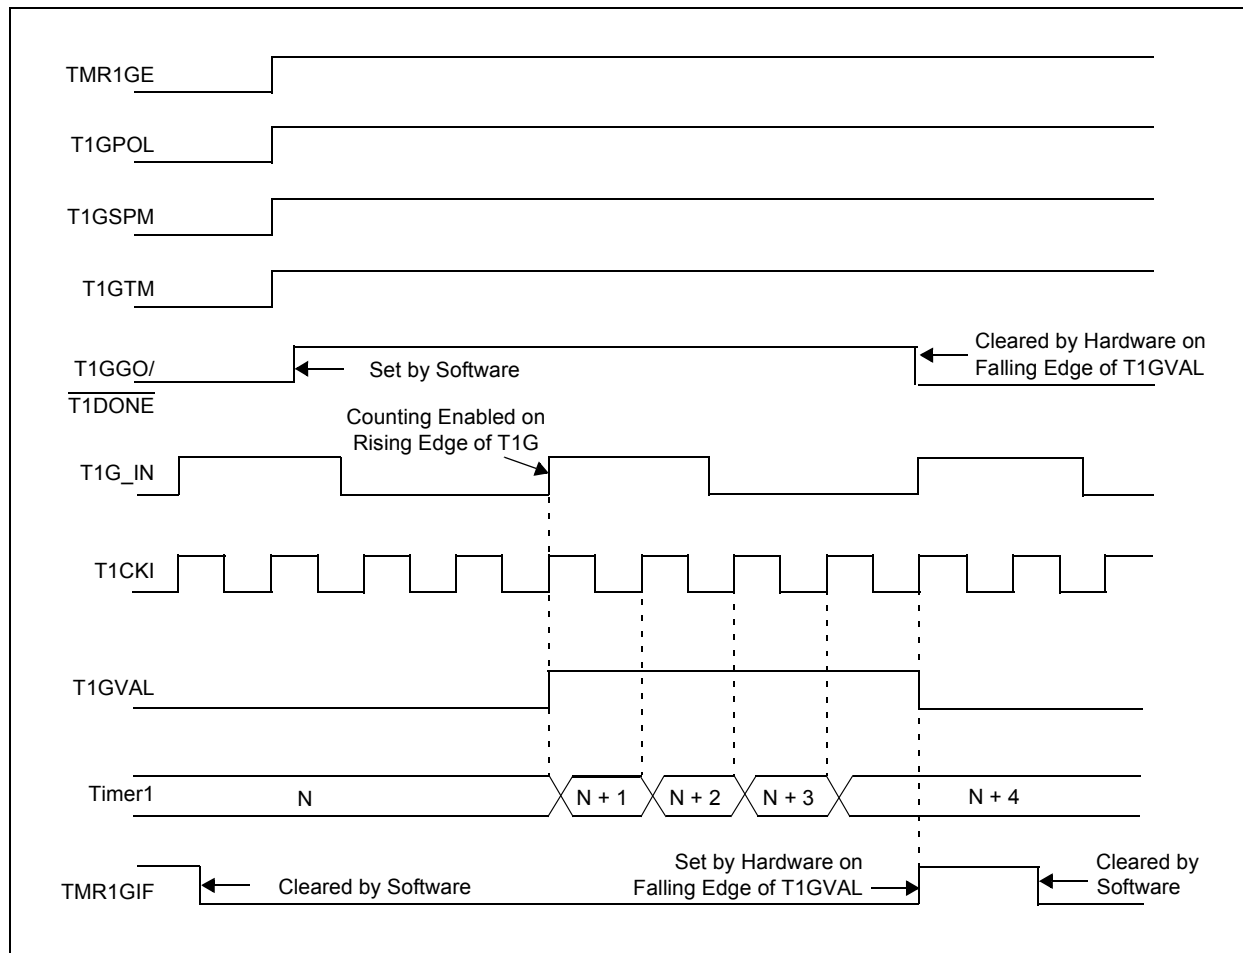 TMR1GE
T1GPOL
T1GSPM
T1GTM
T1GGO/
T1DONE
Set by Software
Cleared by Hardware on
Falling Edge of T1GVAL
Counting Enabled on
Rising Edge of T1G
T1G_IN
T1CKI
T1GVAL
Timer1
N
N + 1
N + 2
N + 3
N + 4
TMR1GIF
Cleared by Software
Set by Hardware on
Falling Edge of T1GVAL
Cleared by
Software